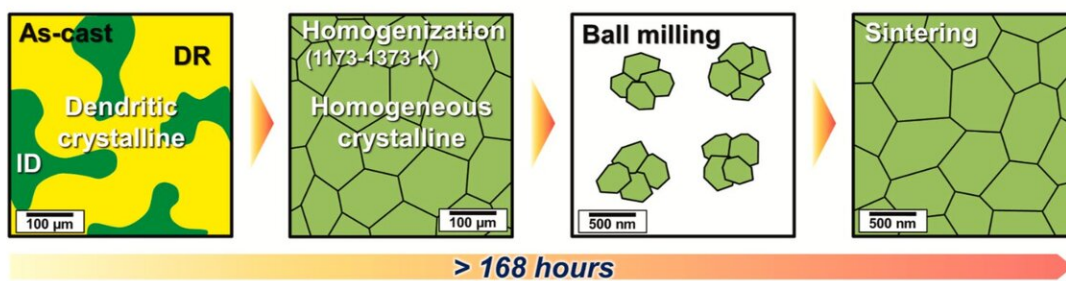 As-cast
DR
Dendritic
crystalline
ID
100 μm
Homogenization
(1173-1373 K)
Homogeneous
crystalline
100 μm
Ball milling
500 nm
Sintering
500 nm
> 168 hours